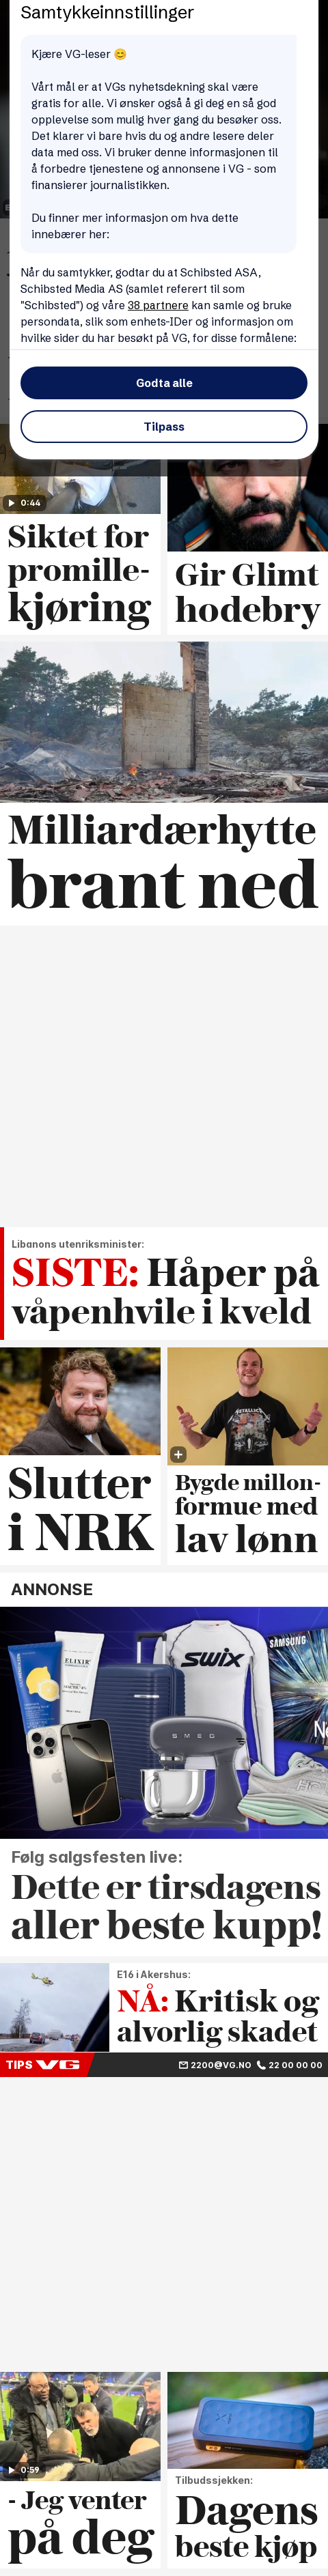 Samtykkeinnstillinger
Kjære VG-leser 😊
Vårt mål er at VGs nyhetsdekning skal være
gratis for alle. Vi ønsker også å gi deg en så god
opplevelse som mulig hver gang du besøker oss.
Det klarer vi bare hvis du og andre lesere deler
data med oss. Vi bruker denne informasjonen til
å forbedre tjenestene og annonsene i VG - som
finansierer journalistikken.
Du finner mer informasjon om hva dette
innebærer her:
Når du samtykker, godtar du at Schibsted ASA,
Schibsted Media AS (samlet referert til som
"Schibsted") og våre 38 partnere kan samle og bruke
persondata, slik som enhets-IDer og informasjon om
hvilke sider du har besøkt på VG, for disse formålene:
Godta alle
Tilpass
0:44
Siktet for
promille-
kjøring
Gir Glimt
hodebry
Milliardærhytte
brant ned
Libanons utenriksminister:
SISTE: Håper på
våpenhvile i kveld
Slutter
i NRK
METALLICA
Bygde millon-
formue med
lav lønn
ANNONSE
ELIXIR
SWIX
SAMSUNG
SMEG
Følg salgsfesten live:
Dette er tirsdagens
aller beste kupp!
E16 i Akershus:
NÅ: Kritisk og
alvorlig skadet
TIPS VG
2200@VG.NO 22 00 00 00
0:59
- Jeg venter
på deg
Tilbudssjekken:
Dagens
beste kjøp